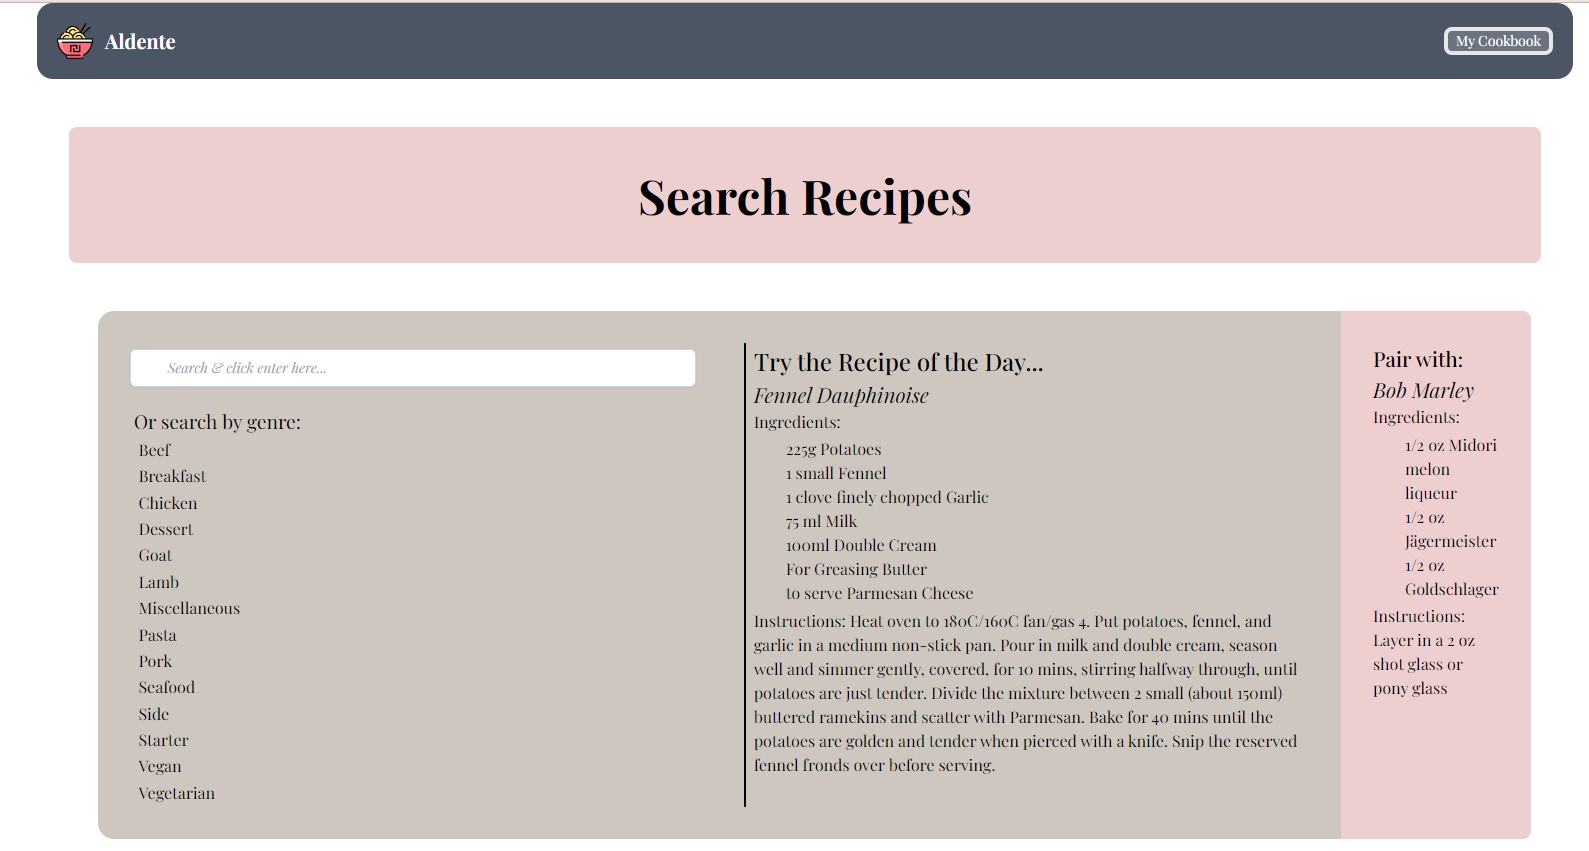 Aldente
My Cookbook
Search Recipes
Search & click enter here...
Or search by genre:
Beef
Breakfast
Chicken
Dessert
Goat
Lamb
Miscellaneous
Pasta
Pork
Seafood
Side
Starter
Vegan
Vegetarian
Try the Recipe of the Day...
Fennel Dauphinoise
Ingredients:
225g Potatoes
1 small Fennel
1 clove finely chopped Garlic
75 ml Milk
100ml Double Cream
For Greasing Butter
to serve Parmesan Cheese
Instructions: Heat oven to 180C/160C fan/gas 4. Put potatoes, fennel, and
garlic in a medium non-stick pan. Pour in milk and double cream, season
well and simmer gently, covered, for 10 mins, stirring halfway through, until
potatoes are just tender. Divide the mixture between 2 small (about 150ml)
buttered ramekins and scatter with Parmesan. Bake for 40 mins until the
potatoes are golden and tender when pierced with a knife. Snip the reserved
fennel fronds over before serving.
Pair with:
Bob Marley
Ingredients:
1/2 oz Midori
melon
liqueur
1/2 oz
Jägermeister
1/2 oz
Goldschlager
Instructions:
Layer in a 2 oz
shot glass or
pony glass